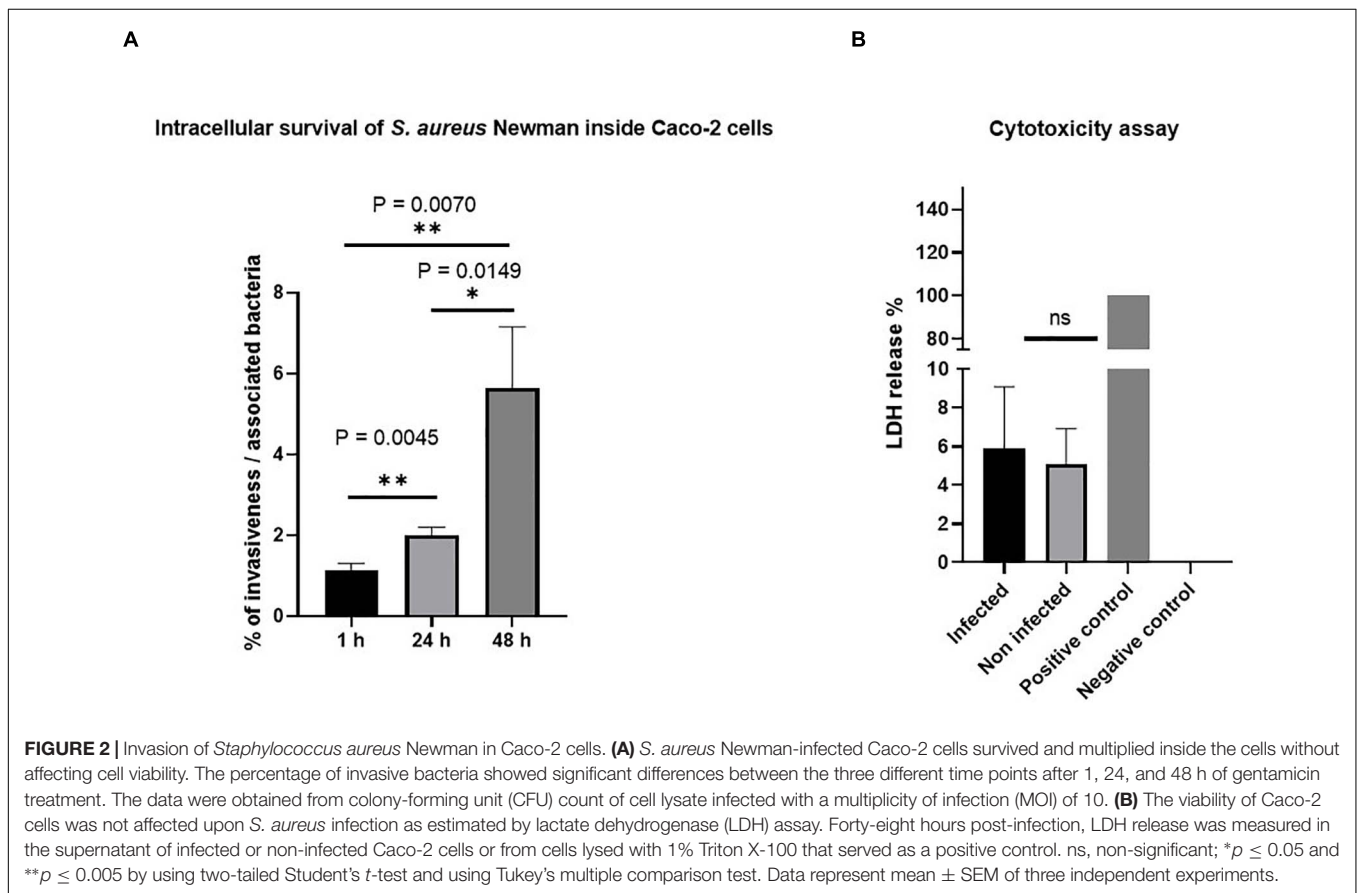 A
Intracellular survival of S. aureus Newman inside Caco-2 cells
P = 0.0070
**
P = 0.0149
*
P = 0.0045
**
% of invasiveness / associated bacteria
8
6
4
2
0
1 h
24 h
48 h
B
Cytotoxicity assay
LDH release %
140
120
100
80
10
8
6
4
2
0
ns
Infected
Non infected
Positive control
Negative control
FIGURE 2 | Invasion of Staphylococcus aureus Newman in Caco-2 cells. (A) S. aureus Newman-infected Caco-2 cells survived and multiplied inside the cells without
affecting cell viability. The percentage of invasive bacteria showed significant differences between the three different time points after 1, 24, and 48 h of gentamicin
treatment. The data were obtained from colony-forming unit (CFU) count of cell lysate infected with a multiplicity of infection (MOI) of 10. (B) The viability of Caco-2
cells was not affected upon S. aureus infection as estimated by lactate dehydrogenase (LDH) assay. Forty-eight hours post-infection, LDH release was measured in
the supernatant of infected or non-infected Caco-2 cells or from cells lysed with 1% Triton X-100 that served as a positive control. ns, non-significant; *p ≤ 0.05 and
**p ≤ 0.005 by using two-tailed Student's t-test and using Tukey's multiple comparison test. Data represent mean ± SEM of three independent experiments.